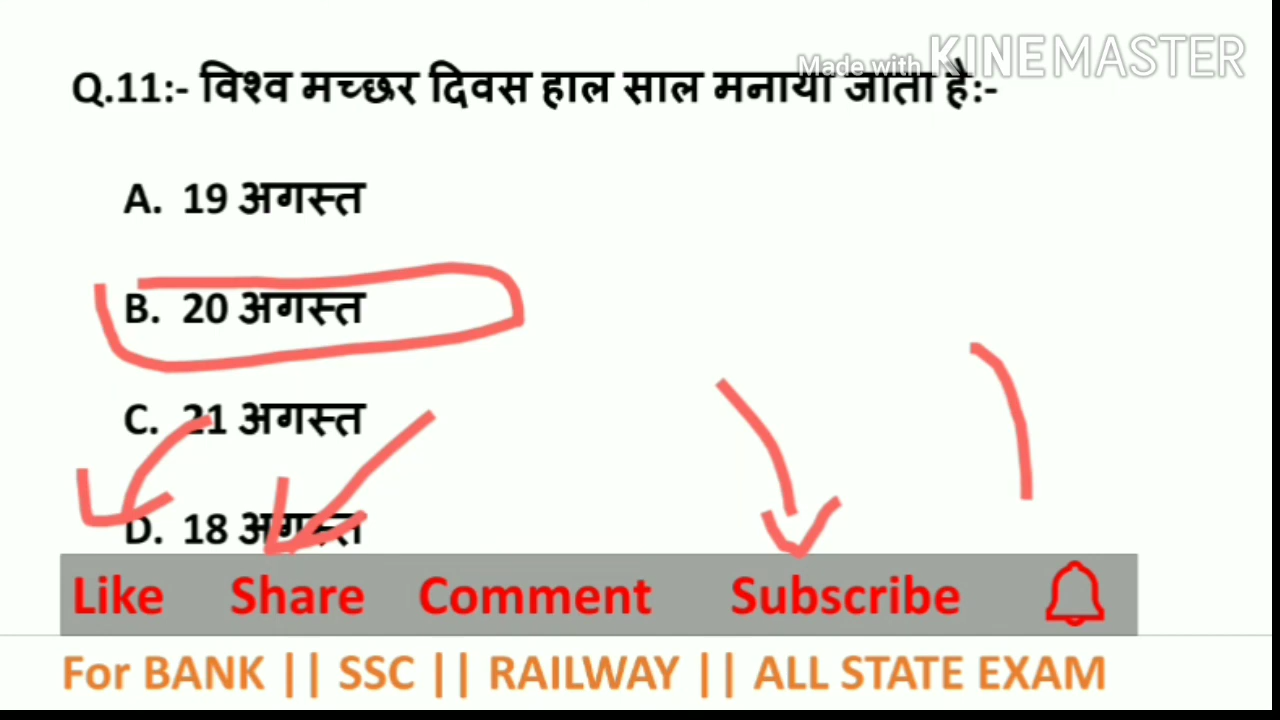 Made with KINEMASTER
Q.11:- विश्व मच्छर दिवस हाल साल मनाया जाता है:-
A. 19 अगस्त
B. 20 अगस्त
C. 21 अगस्त
D. 18 अगस्त
Like Share Comment Subscribe
For BANK || SSC || RAILWAY || ALL STATE EXAM